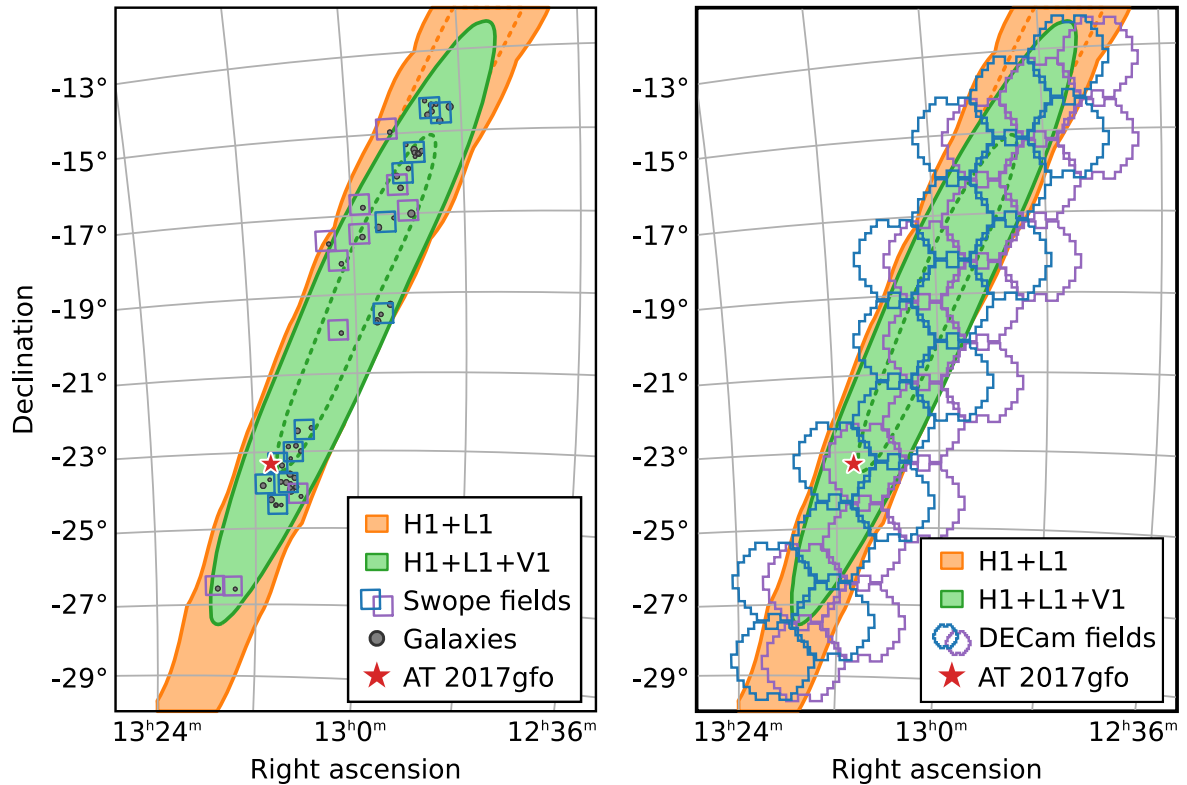 Declination
-13°
-15°
-17°
-19°
-21°
-23°
-25°
-27°
-29°
H1+L1
H1+L1+V1
Swope fields
Galaxies
AT 2017gfo
13ʰ24ᵐ
13ʰ0ᵐ
12ʰ36ᵐ
Right ascension
-13°
-15°
-17°
-19°
-21°
-23°
-25°
-27°
-29°
H1+L1
H1+L1+V1
DECam fields
AT 2017gfo
13ʰ24ᵐ
13ʰ0ᵐ
12ʰ36ᵐ
Right ascension